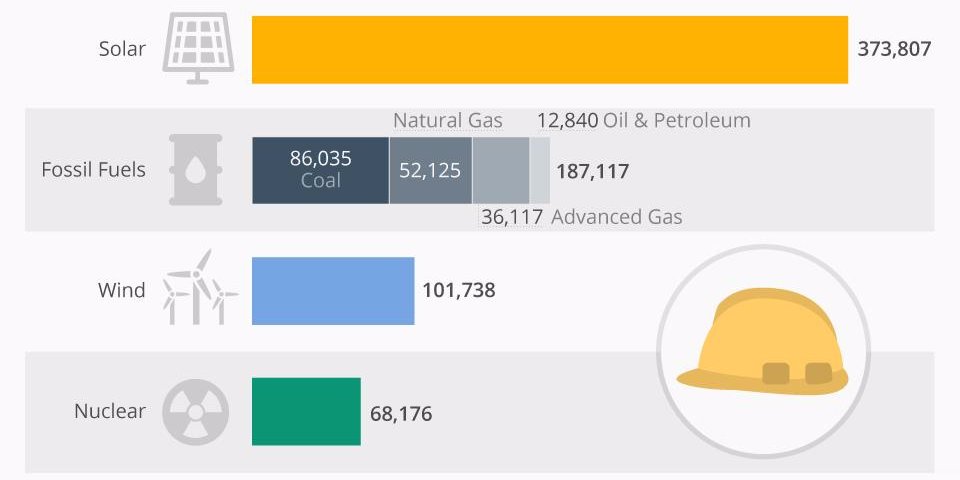 Solar 373,807
Natural Gas 12,840 Oil & Petroleum
Fossil Fuels 86,035 Coal 52,125 187,117
36,117 Advanced Gas
Wind 101,738
Nuclear 68,176